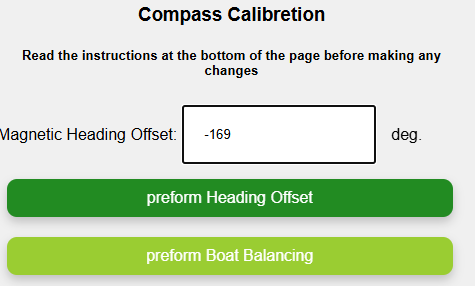 Compass Calibretion
Read the instructions at the bottom of the page before making any
changes
Magnetic Heading Offset: -169 deg.
preform Heading Offset
preform Boat Balancing